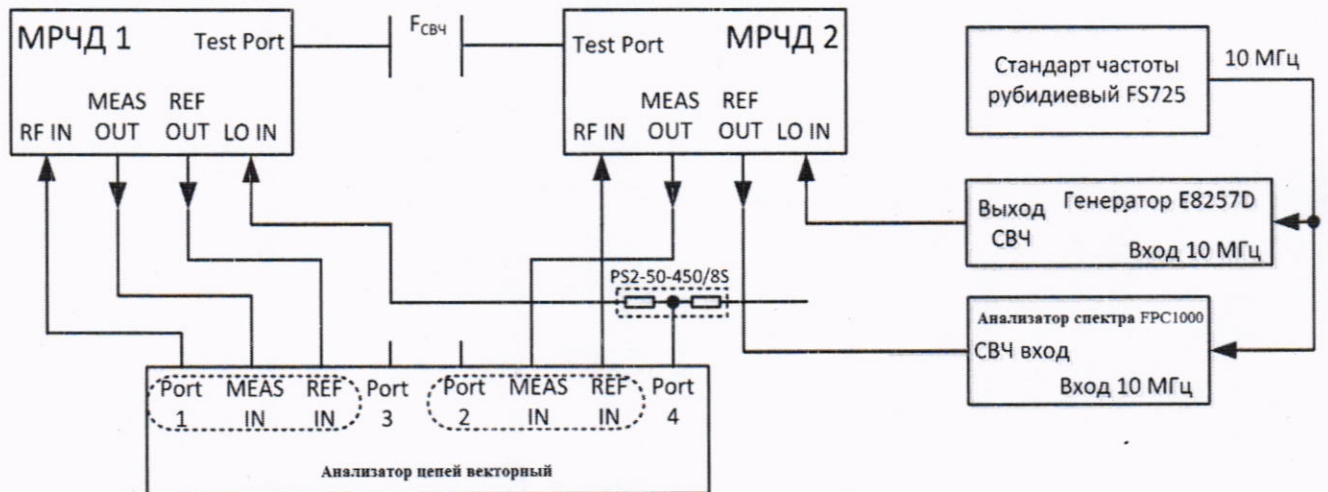 МРЧД 1
Test Port
MEAS OUT
REF OUT
RF IN
LO IN
FСВЧ
МРЧД 2
Test Port
MEAS OUT
REF OUT
RF IN
LO IN
Стандарт частоты
рубидиевый FS725
10 МГц
Выход СВЧ
Генератор E8257D
Вход 10 МГц
PS2-50-450/8S
Анализатор спектра FPC1000
СВЧ вход
Вход 10 МГц
Port 1
MEAS IN
REF IN
Port 3
Port 2
MEAS IN
REF IN
Port 4
Анализатор цепей векторный